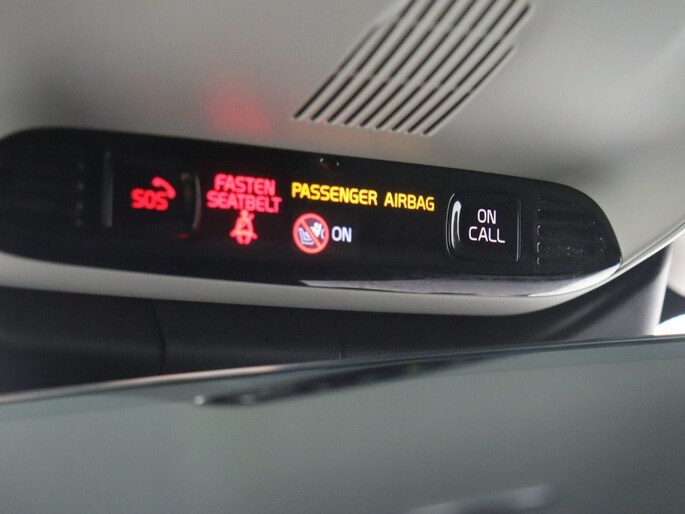 SOS
FASTEN
SEATBELT
PASSENGER AIRBAG
ON
ON
CALL